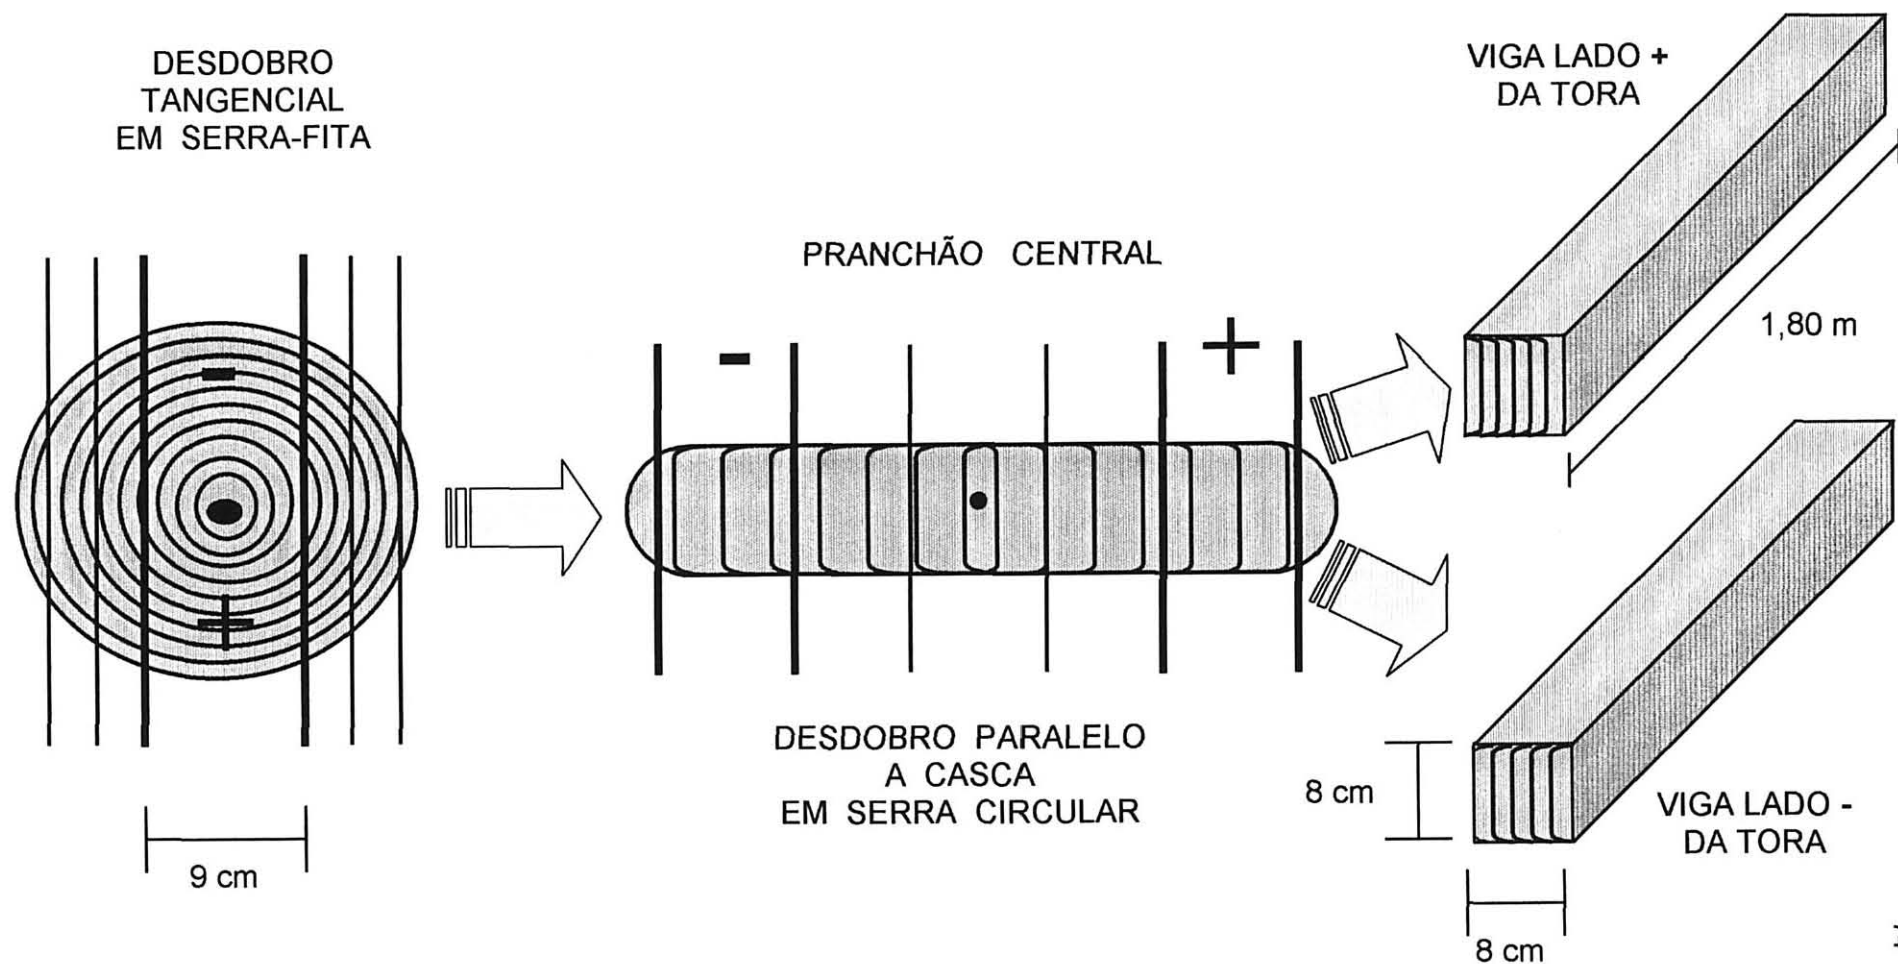 DESDOBRO
TANGENCIAL
EM SERRA-FITA
-
+
9 cm
PRANCHÃO CENTRAL
-
+
DESDOBRO PARALELO
A CASCA
EM SERRA CIRCULAR
VIGA LADO +
DA TORA
1,80 m
8 cm
8 cm
VIGA LADO -
DA TORA